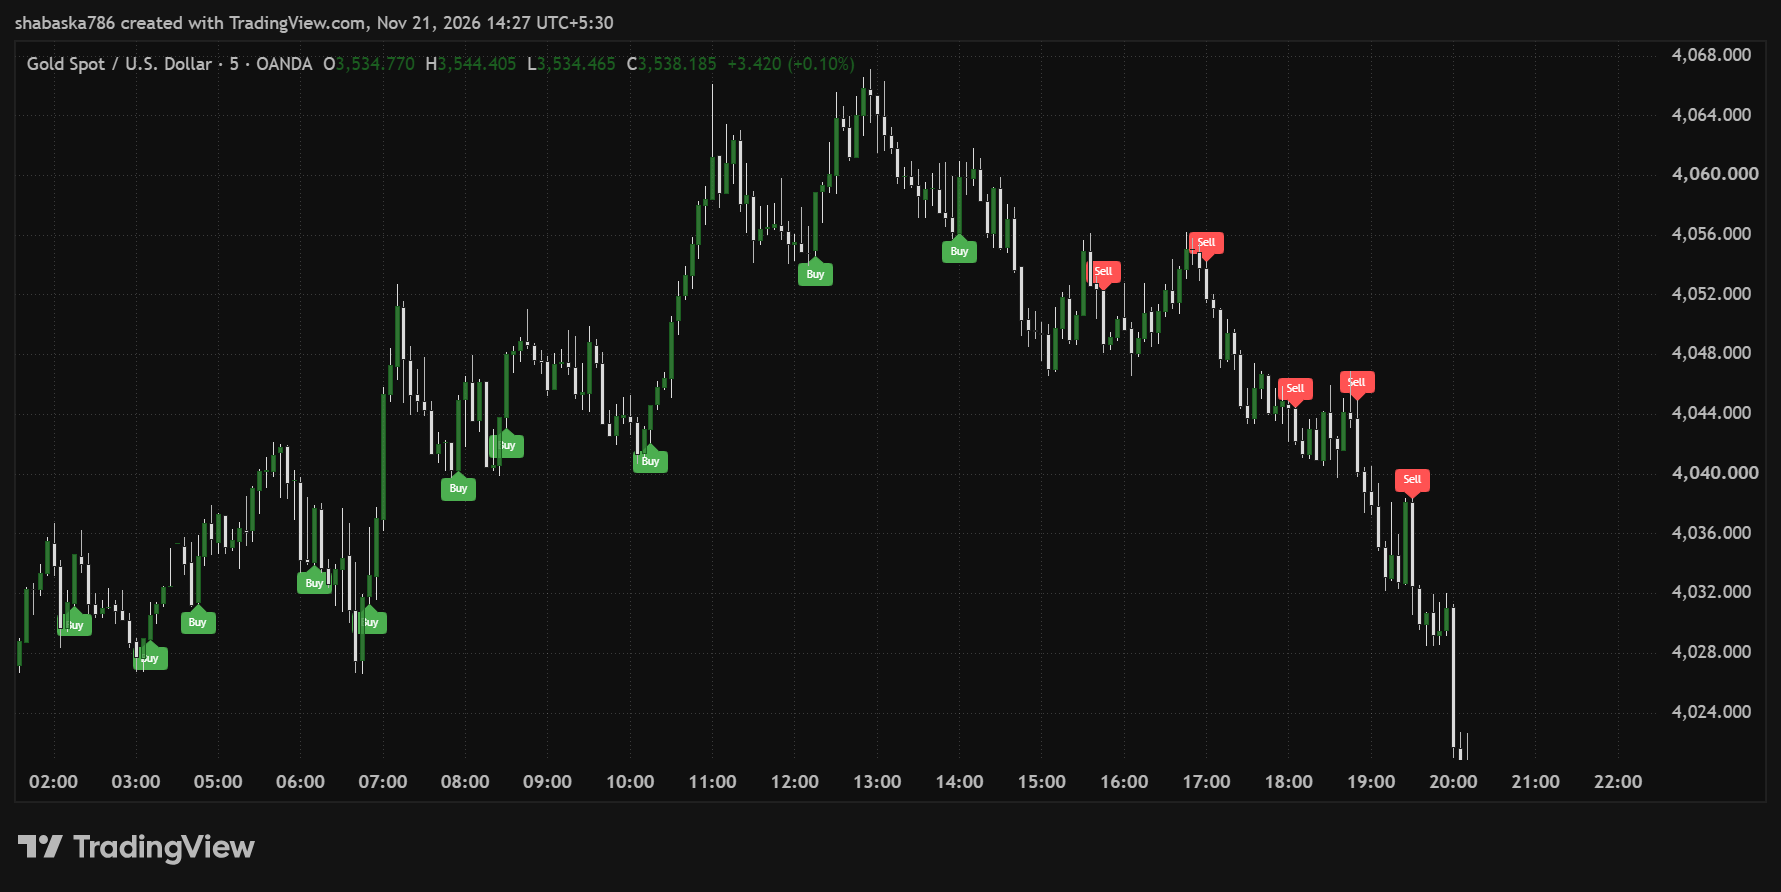 shabaska786 created with TradingView.com, Nov 21, 2026 14:27 UTC+5:30
Gold Spot / U.S. Dollar · 5 · OANDA O3,534.770 H3,544.405 L3,534.465 C3,538.185 +3.420 (+0.10%)
4,068.000
4,064.000
4,060.000
4,056.000
4,052.000
4,048.000
4,044.000
4,040.000
4,036.000
4,032.000
4,028.000
4,024.000
Buy
Buy
Buy
Buy
Buy
Buy
Buy
Buy
Buy
Buy
Sell
Sell
Sell
Sell
Sell
02:00 03:00 05:00 06:00 07:00 08:00 09:00 10:00 11:00 12:00 13:00 14:00 15:00 16:00 17:00 18:00 19:00 20:00 21:00 22:00
TradingView